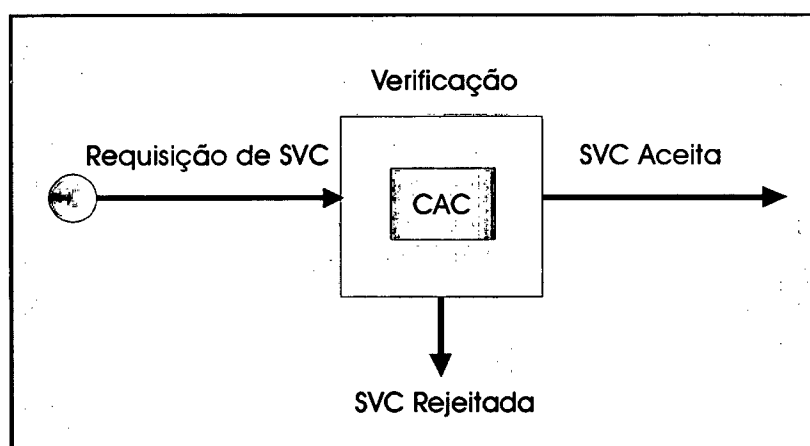 Verificação
Requisição de SVC
SVC Aceita
CAC
SVC Rejeitada